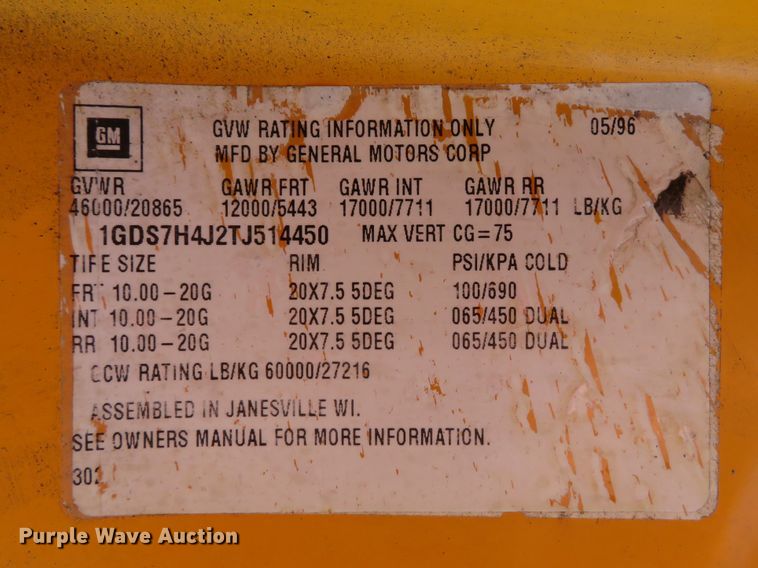 GM
GVW RATING INFORMATION ONLY 05/96
MFD BY GENERAL MOTORS CORP
GVWR GAWR FRT GAWR INT GAWR RR
46000/20865 12000/5443 17000/7711 17000/7711 LB/KG
1GDS7H4J2TJ514450 MAX VERT CG=75
TIRE SIZE RIM PSI/KPA COLD
FRT 10.00-20G 20X7.5 5DEG 100/690
INT 10.00-20G 20X7.5 5DEG 065/450 DUAL
RR 10.00-20G 20X7.5 5DEG 065/450 DUAL
GCW RATING LB/KG 60000/27216
ASSEMBLED IN JANESVILLE WI.
SEE OWNERS MANUAL FOR MORE INFORMATION.
Purple Wave Auction
Purple Wave Auction